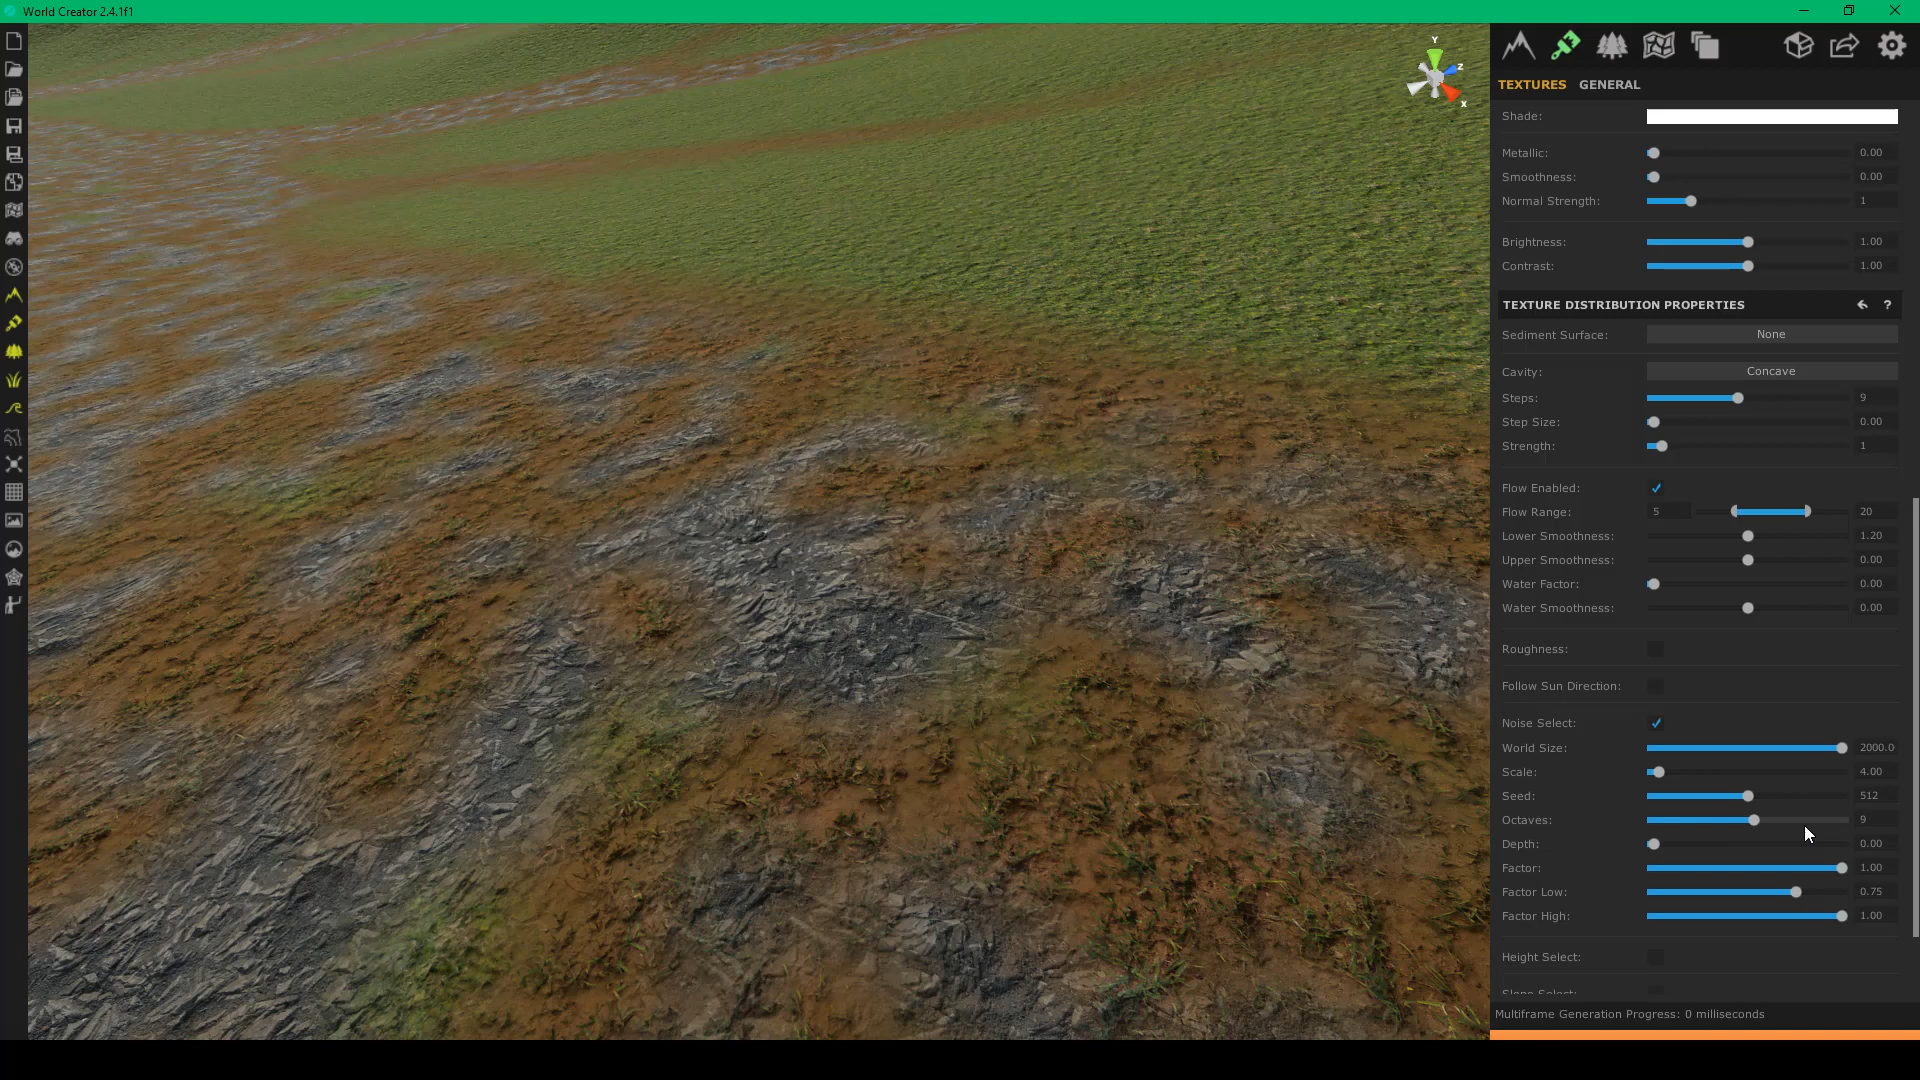 World Creator 2.4.1f1
Y
Z
X
TEXTURES GENERAL
Shade:
Metallic: 0.00
Smoothness: 0.00
Normal Strength: 1
Brightness: 1.00
Contrast: 1.00
TEXTURE DISTRIBUTION PROPERTIES ?
Sediment Surface: None
Cavity: Concave
Steps: 9
Step Size: 0.00
Strength: 1
Flow Enabled:
Flow Range: 5 20
Lower Smoothness: 1.20
Upper Smoothness: 0.00
Water Factor: 0.00
Water Smoothness: 0.00
Roughness:
Follow Sun Direction:
Noise Select:
World Size: 2000.0
Scale: 4.00
Seed: 512
Octaves: 9
Depth: 0.00
Factor: 1.00
Factor Low: 0.75
Factor High: 1.00
Height Select:
Slope Select:
Multiframe Generation Progress: 0 milliseconds